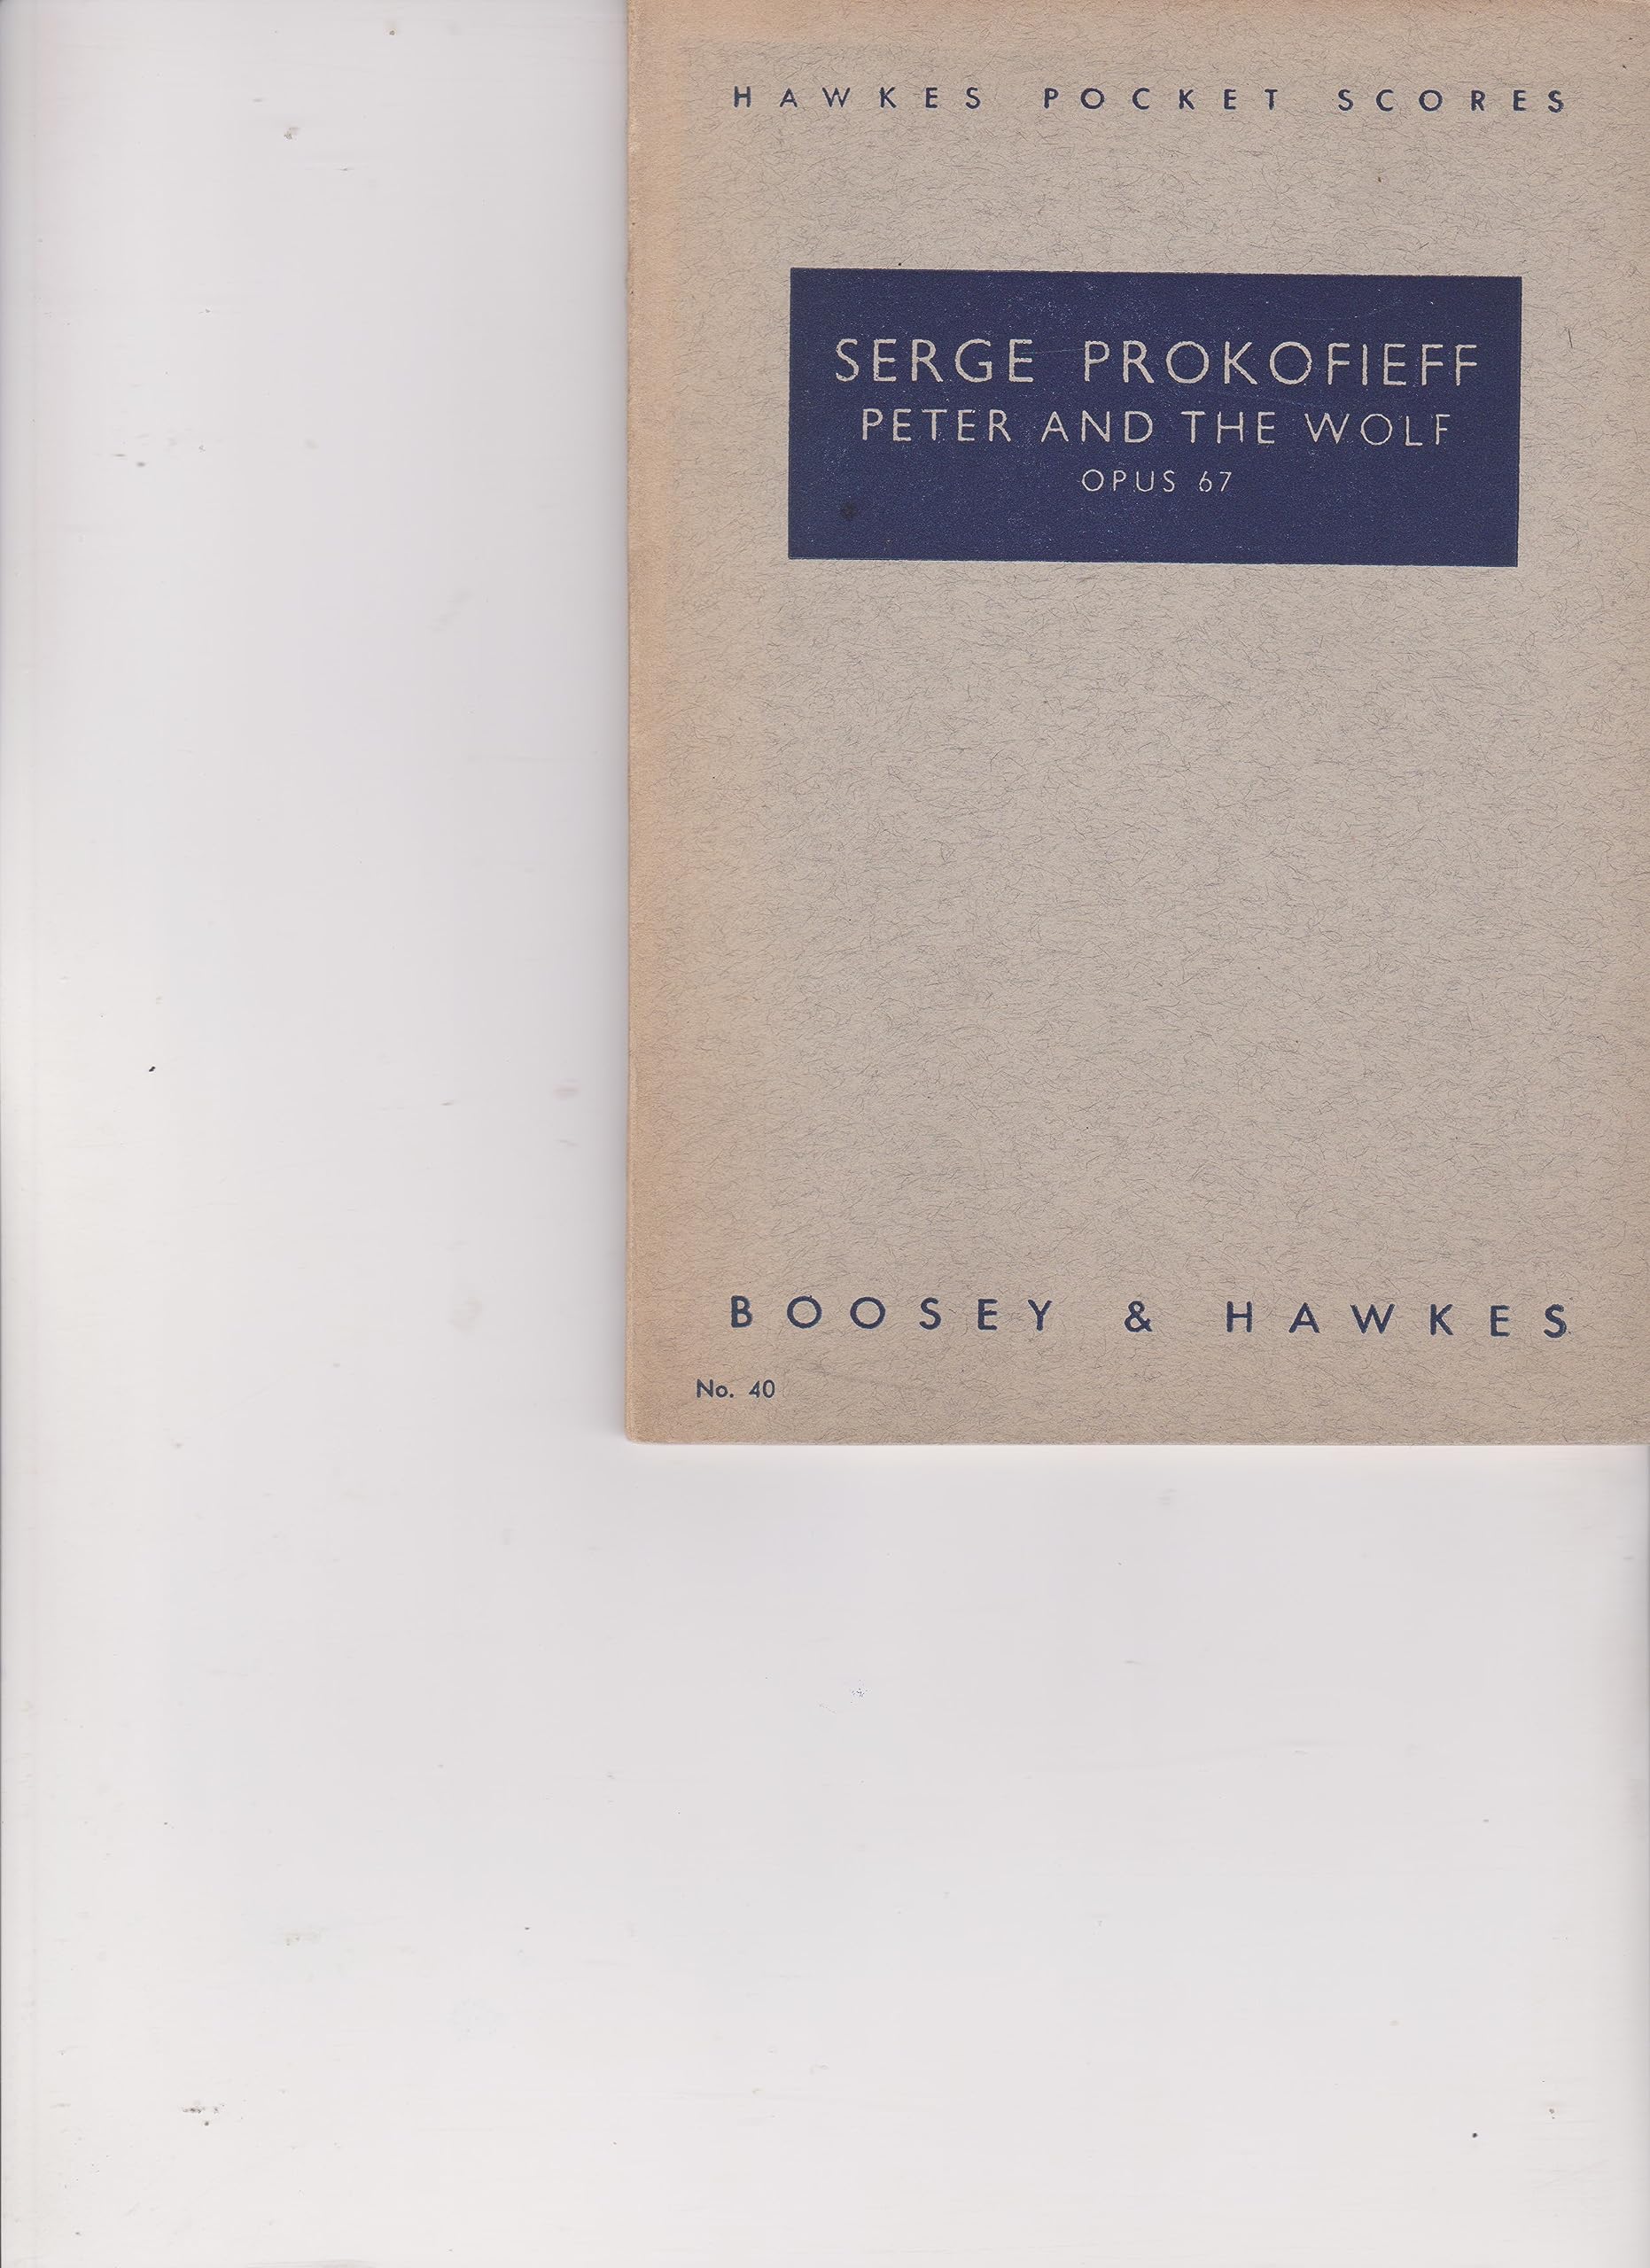 HAWKES POCKET SCORES
SERGE PROKOFIEFF
PETER AND THE WOLF
OPUS 67
BOOSEY & HAWKES
No. 40